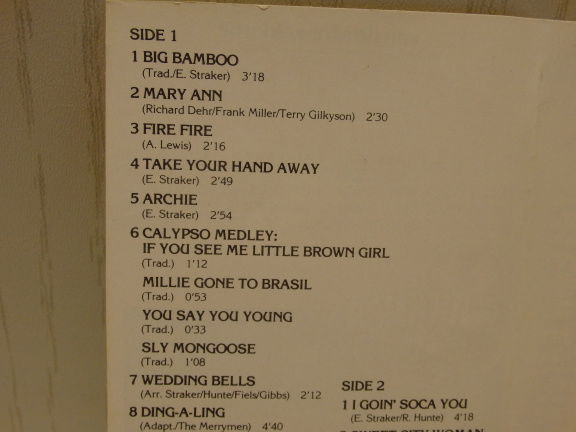 SIDE 1
1 BIG BAMBOO
(Trad./E. Straker) 3'18
2 MARY ANN
(Richard Dehr/Frank Miller/Terry Gilkyson) 2'30
3 FIRE FIRE
(A. Lewis) 2'16
4 TAKE YOUR HAND AWAY
(E. Straker) 2'49
5 ARCHIE
(E. Straker) 2'54
6 CALYPSO MEDLEY:
IF YOU SEE ME LITTLE BROWN GIRL
(Trad.) 1'12
MILLIE GONE TO BRASIL
(Trad.) 0'53
YOU SAY YOU YOUNG
(Trad.) 0'33
SLY MONGOOSE
(Trad.) 1'08
7 WEDDING BELLS
(Arr. Straker/Hunte/Fiels/Gibbs) 2'12
8 DING-A-LING
(Adapt./The Merrymen) 4'40
SIDE 2
1 I GOIN' SOCA YOU
(E. Straker/R. Hunte) 4'18